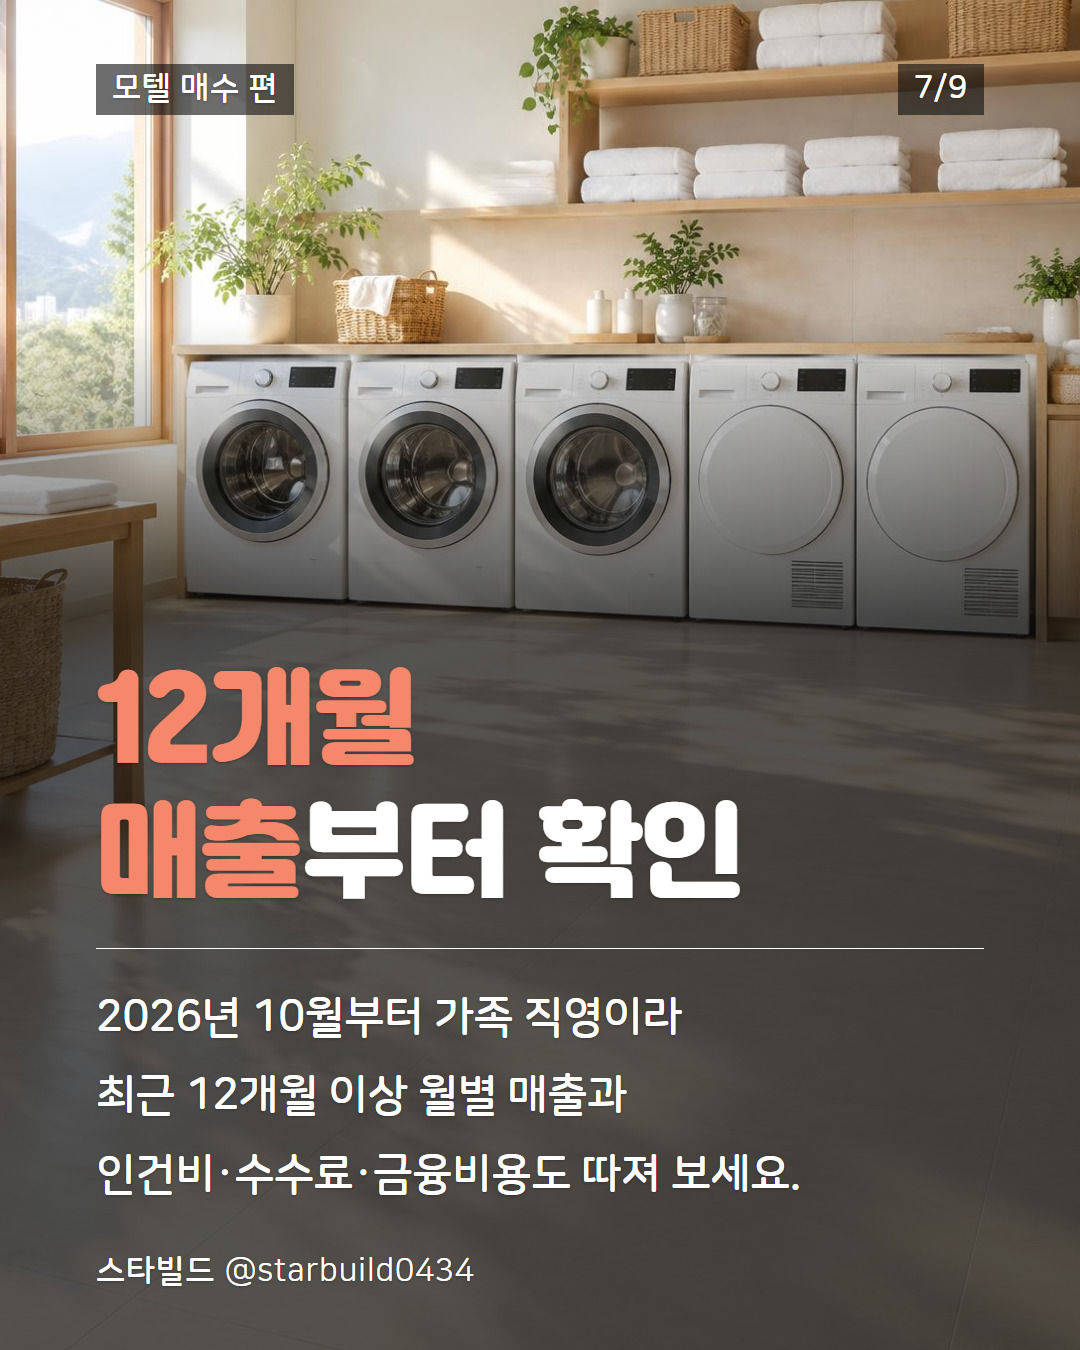 모텔 매수 편
7/9
12개월
매출부터 확인
2026년 10월부터 가족 직영이라
최근 12개월 이상 월별 매출과
인건비·수수료·금융비용도 따져 보세요.
스타빌드 @starbuild0434